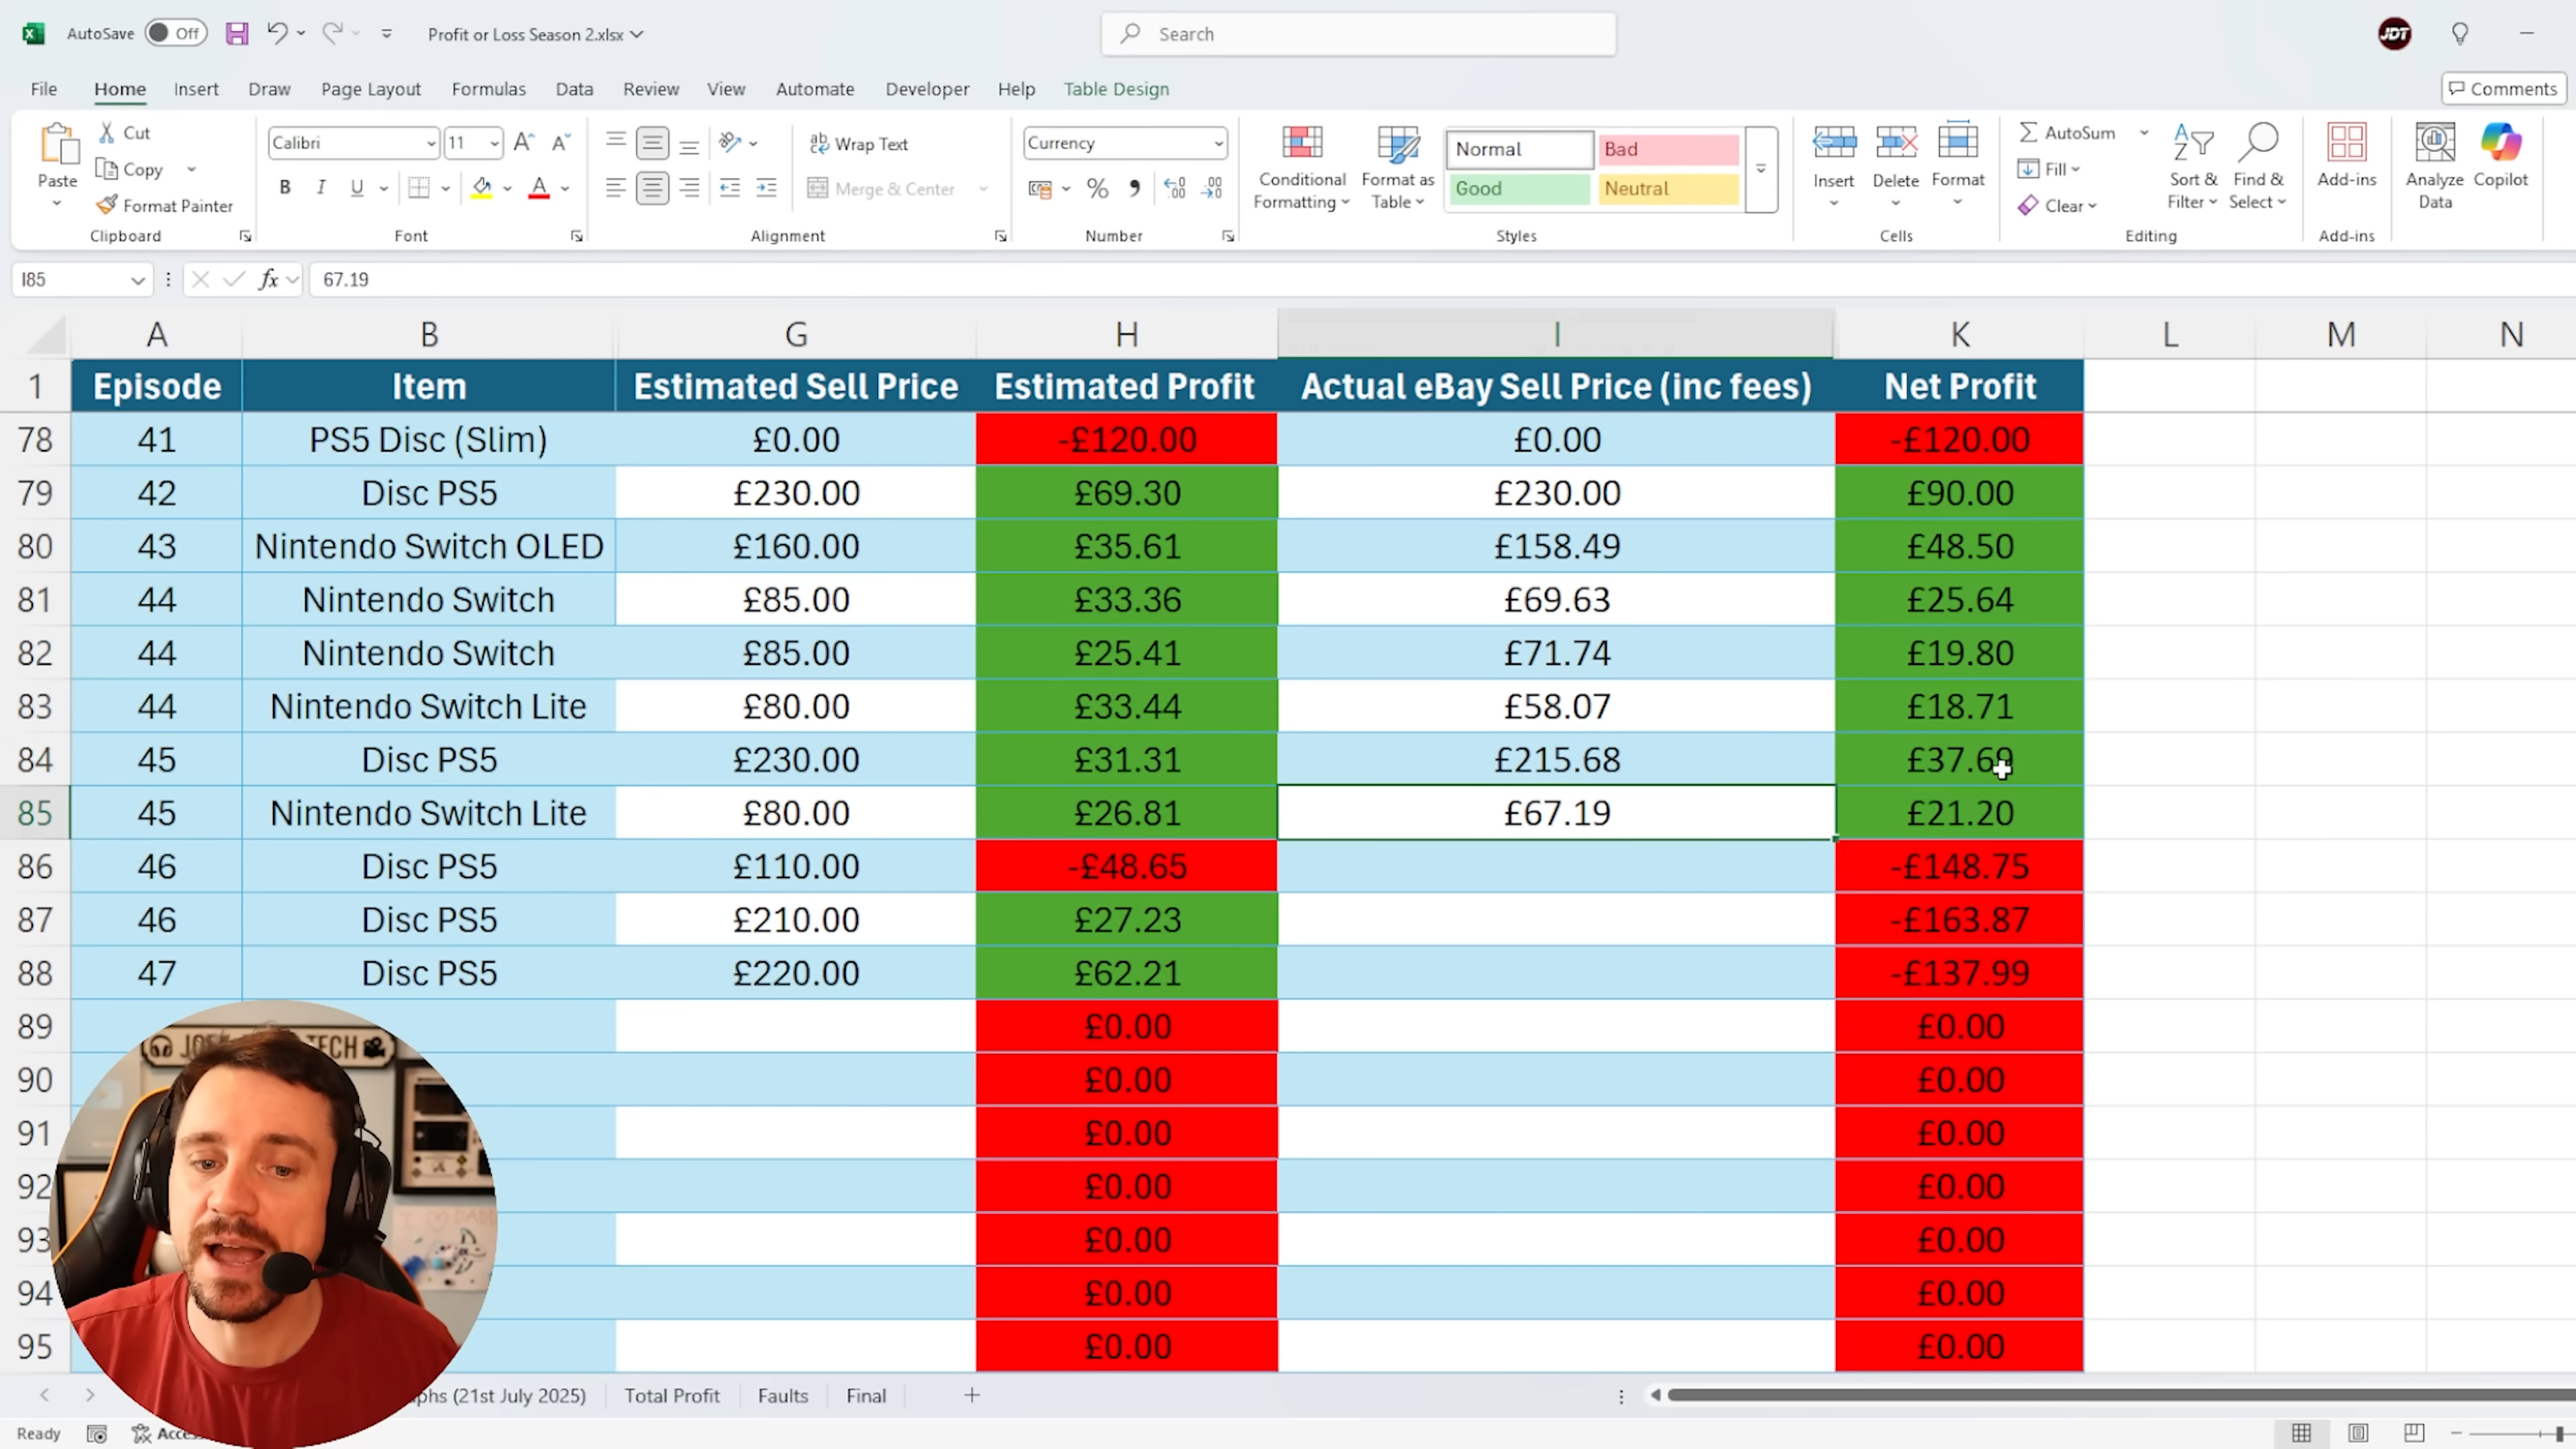 AutoSave Off Profit or Loss Season 2.xlsx Search JDT
File Home Insert Draw Page Layout Formulas Data Review View Automate Developer Help Table Design Comments
Paste Cut Copy Format Painter Clipboard
Calibri 11 B I U Font
Wrap Text Merge & Center Alignment
Currency % Number
Conditional Formatting Format as Table Normal Bad Good Neutral Styles
Insert Delete Format Cells
AutoSum Fill Clear Sort & Filter Find & Select Editing
Add-ins Add-ins
Analyze Data Copilot
I85 fx 67.19
A B G H I K L M N
1 Episode Item Estimated Sell Price Estimated Profit Actual eBay Sell Price (inc fees) Net Profit
78 41 PS5 Disc (Slim) £0.00 -£120.00 £0.00 -£120.00
79 42 Disc PS5 £230.00 £69.30 £230.00 £90.00
80 43 Nintendo Switch OLED £160.00 £35.61 £158.49 £48.50
81 44 Nintendo Switch £85.00 £33.36 £69.63 £25.64
82 44 Nintendo Switch £85.00 £25.41 £71.74 £19.80
83 44 Nintendo Switch Lite £80.00 £33.44 £58.07 £18.71
84 45 Disc PS5 £230.00 £31.31 £215.68 £37.69
85 45 Nintendo Switch Lite £80.00 £26.81 £67.19 £21.20
86 46 Disc PS5 £110.00 -£48.65 -£148.75
87 46 Disc PS5 £210.00 £27.23 -£163.87
88 47 Disc PS5 £220.00 £62.21 -£137.99
89 £0.00 £0.00
90 £0.00 £0.00
91 £0.00 £0.00
92 £0.00 £0.00
93 £0.00 £0.00
94 £0.00 £0.00
95 £0.00 £0.00
TECH
(21st July 2025) Total Profit Faults Final
Ready